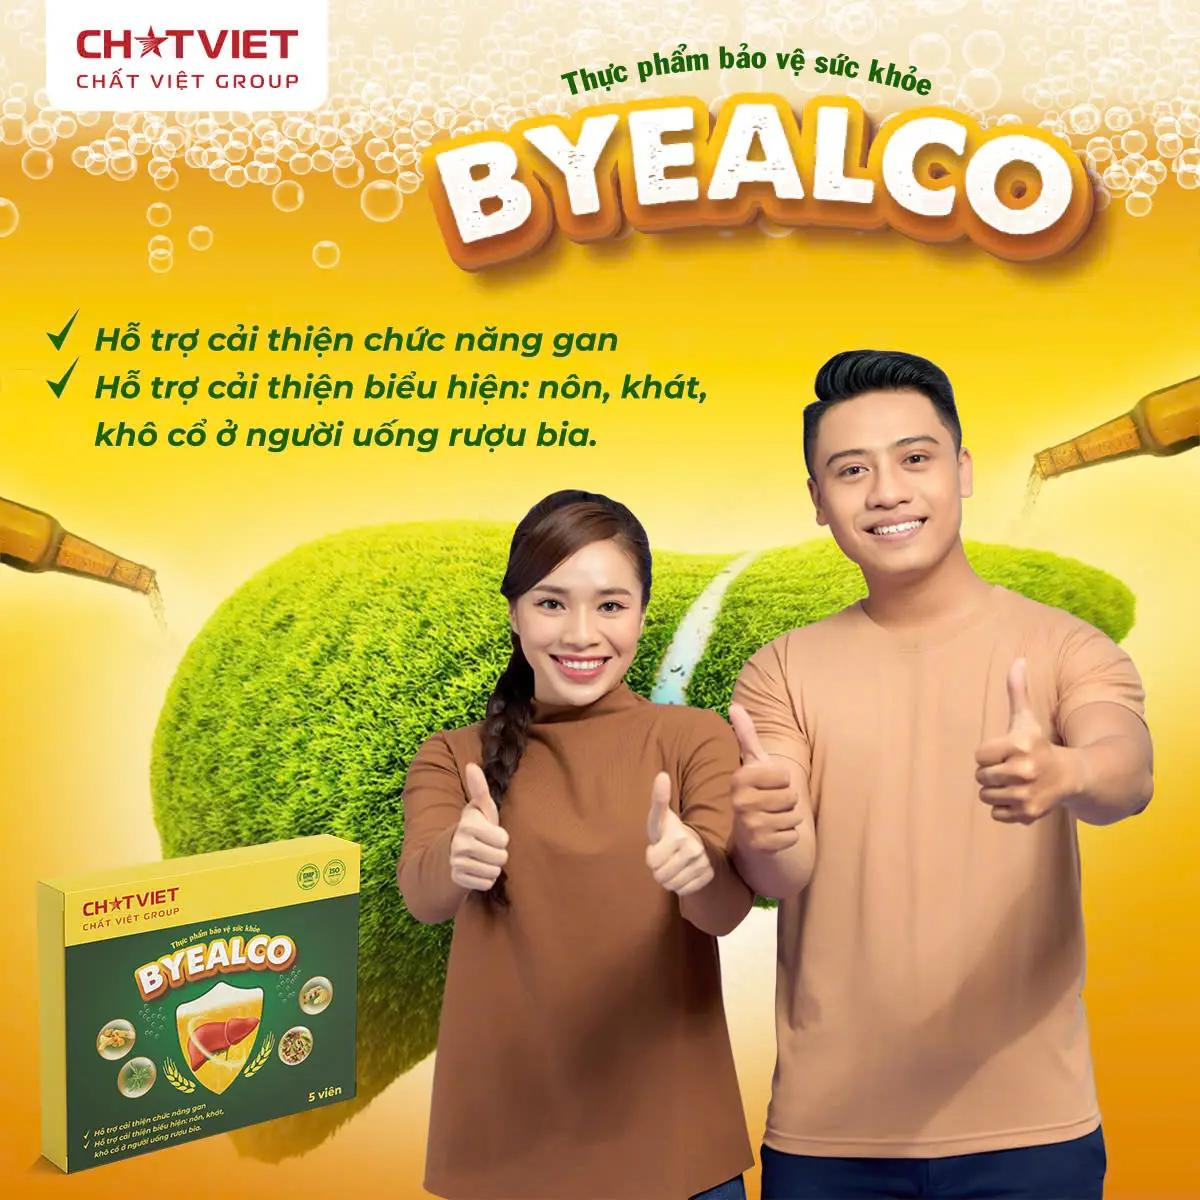 CH★TVIET
CHẤT VIỆT GROUP
Thực phẩm bảo vệ sức khỏe
BYEALCO
Hỗ trợ cải thiện chức năng gan
Hỗ trợ cải thiện biểu hiện: nôn, khát,
khô cổ ở người uống rượu bia.
CH★TVIET
CHẤT VIỆT GROUP
GMP
ISO
Thực phẩm bảo vệ sức khỏe
BYEALCO
5 viên
Hỗ trợ cải thiện chức năng gan
Hỗ trợ cải thiện biểu hiện: nôn, khát,
khô cổ ở người uống rượu bia.